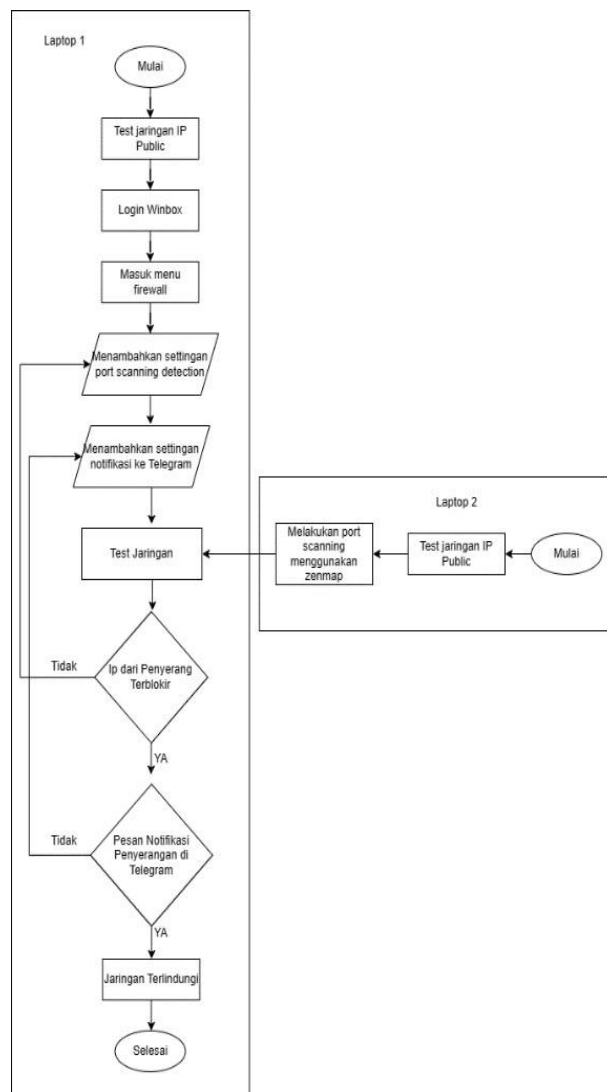 Laptop 1
Mulai
Test jaringan IP
Public
Login Winbox
Masuk menu
firewall
Menambahkan settingan
port scanning detection
Menambahkan settingan
notifikasi ke Telegram
Test Jaringan
Ip dari Penyerang
Terblokir
Tidak
YA
Pesan Notifikasi
Penyerangan di
Telegram
Tidak
YA
Jaringan Terlindungi
Selesai
Laptop 2
Melakukan port
scanning
menggunakan
zenmap
Test jaringan IP
Public
Mulai